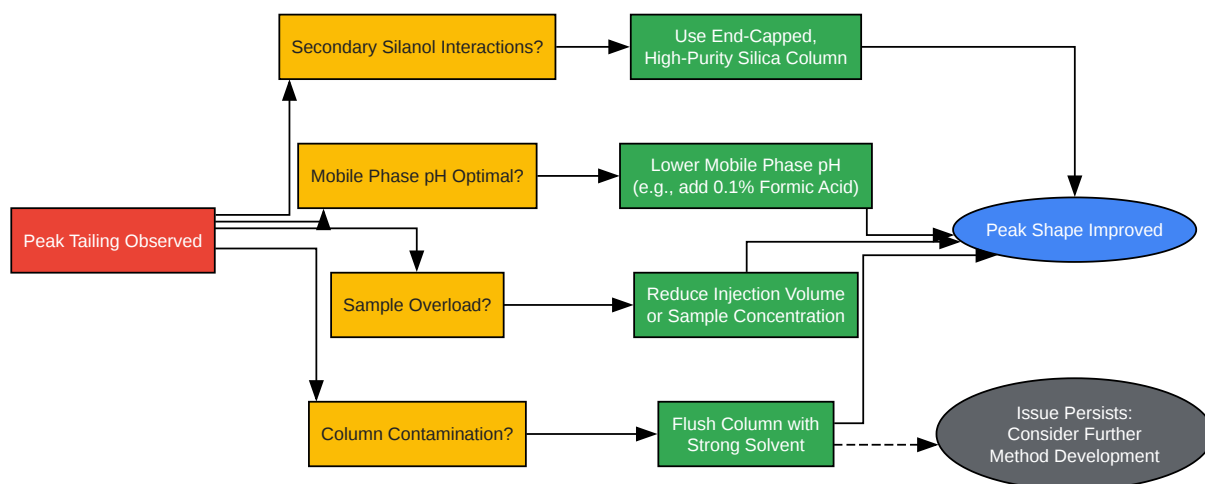 Secondary Silanol Interactions?
Use End-Capped,
High-Purity Silica Column
Mobile Phase pH Optimal?
Lower Mobile Phase pH
(e.g., add 0.1% Formic Acid)
Peak Tailing Observed
Peak Shape Improved
Sample Overload?
Reduce Injection Volume
or Sample Concentration
Column Contamination?
Flush Column with
Strong Solvent
Issue Persists:
Consider Further
Method Development